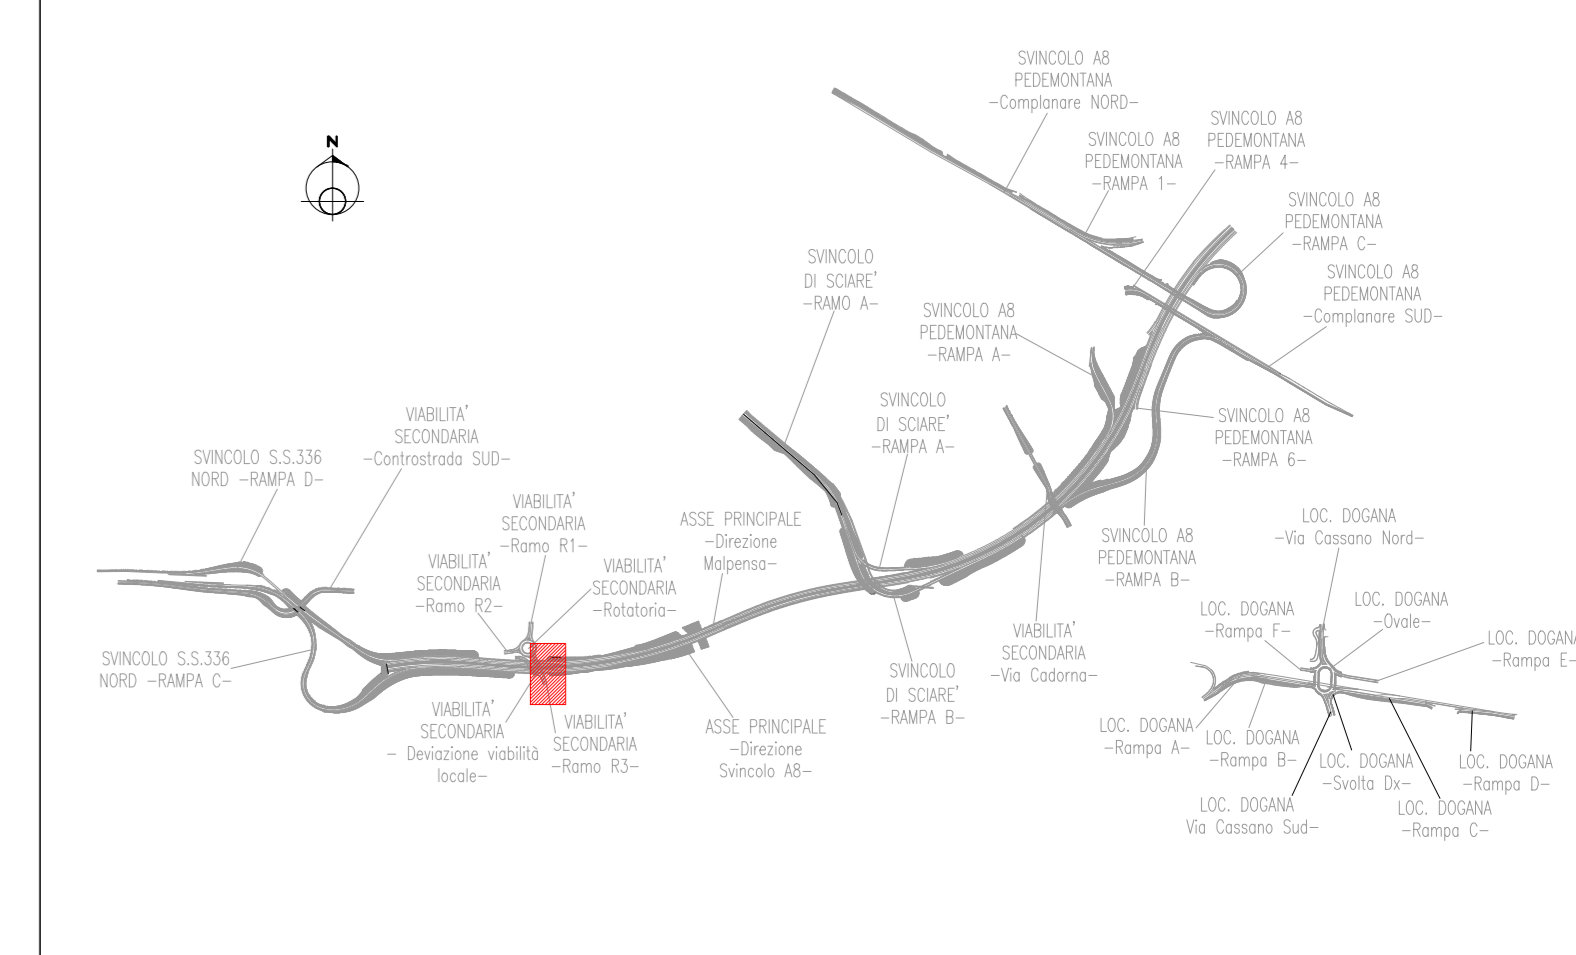 SVINCOLO A8
PEDEMONTANA
-Complanare NORD-
SVINCOLO A8
PEDEMONTANA
-RAMPA 4-
SVINCOLO A8
PEDEMONTANA
-RAMPA 1-
N
SVINCOLO A8
PEDEMONTANA
-RAMPA C-
SVINCOLO
DI SCIARE'
-RAMO A-
SVINCOLO A8
PEDEMONTANA
-Complanare SUD-
SVINCOLO A8
PEDEMONTANA
-RAMPA A-
SVINCOLO
DI SCIARE'
-RAMPA A-
VIABILITA'
SECONDARIA
-Controstrada SUD-
SVINCOLO A8
PEDEMONTANA
-RAMPA 6-
SVINCOLO S.S.336
NORD -RAMPA D-
VIABILITA'
SECONDARIA
-Ramo R1-
ASSE PRINCIPALE
-Direzione
Malpensa-
LOC. DOGANA
-Via Cassano Nord-
SVINCOLO A8
PEDEMONTANA
-RAMPA B-
VIABILITA'
SECONDARIA
-Ramo R2-
VIABILITA'
SECONDARIA
-Rotatoria-
LOC. DOGANA
-Ovale-
LOC. DOGANA
-Rampa F-
VIABILITA'
SECONDARIA
-Via Cadorna-
LOC. DOGANA
-Rampa E-
SVINCOLO S.S.336
NORD -RAMPA C-
SVINCOLO
DI SCIARE'
-RAMPA B-
VIABILITA'
SECONDARIA
- Deviazione viabilità
locale-
VIABILITA'
SECONDARIA
-Ramo R3-
ASSE PRINCIPALE
-Direzione
Svincolo A8-
LOC. DOGANA
-Rampa A-
LOC. DOGANA
-Rampa B-
LOC. DOGANA
-Svolta Dx-
LOC. DOGANA
-Rampa D-
LOC. DOGANA
Via Cassano Sud-
LOC. DOGANA
-Rampa C-